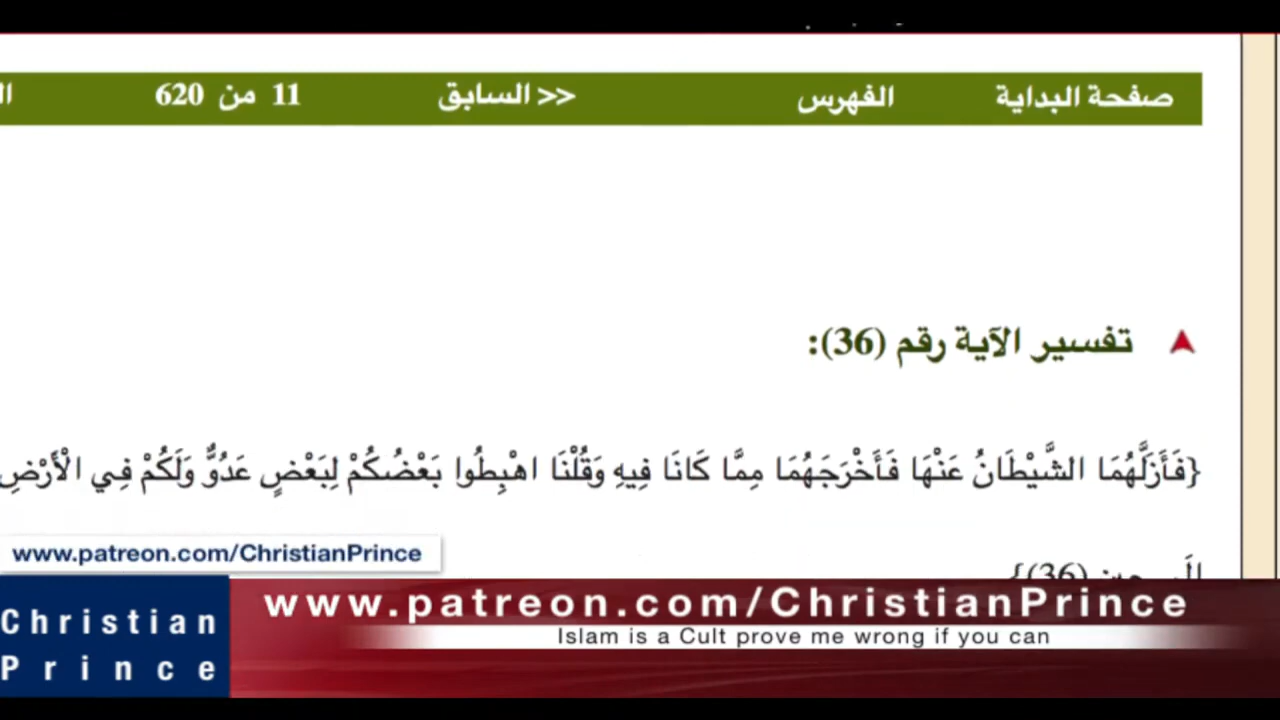 صفحة البداية الفهرس << السابق 11 من 620
تفسير الآية رقم (36):
{فَأَزَلَّهُمَا الشَّيْطَانُ عَنْهَا فَأَخْرَجَهُمَا مِمَّا كَانَا فِيهِ وَقُلْنَا اهْبِطُوا بَعْضُكُمْ لِبَعْضٍ عَدُوٌّ وَلَكُمْ فِي الْأَرْضِ
(36)}
www.patreon.com/ChristianPrince
www.patreon.com/ChristianPrince
Islam is a Cult prove me wrong if you can
Christian
Prince